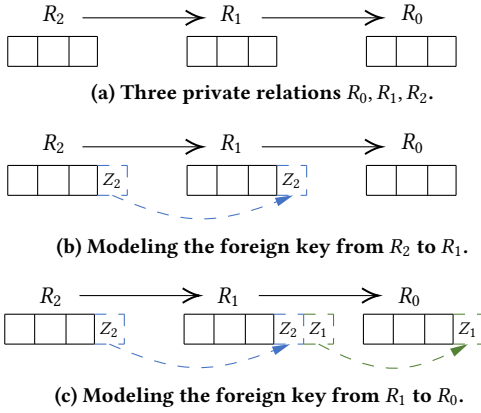 R₂ R₁ R₀
(a) Three private relations R₀, R₁, R₂.
R₂ R₁ R₀
Z₂ Z₂
(b) Modeling the foreign key from R₂ to R₁.
R₂ R₁ R₀
Z₂ Z₂ Z₁ Z₁
(c) Modeling the foreign key from R₁ to R₀.